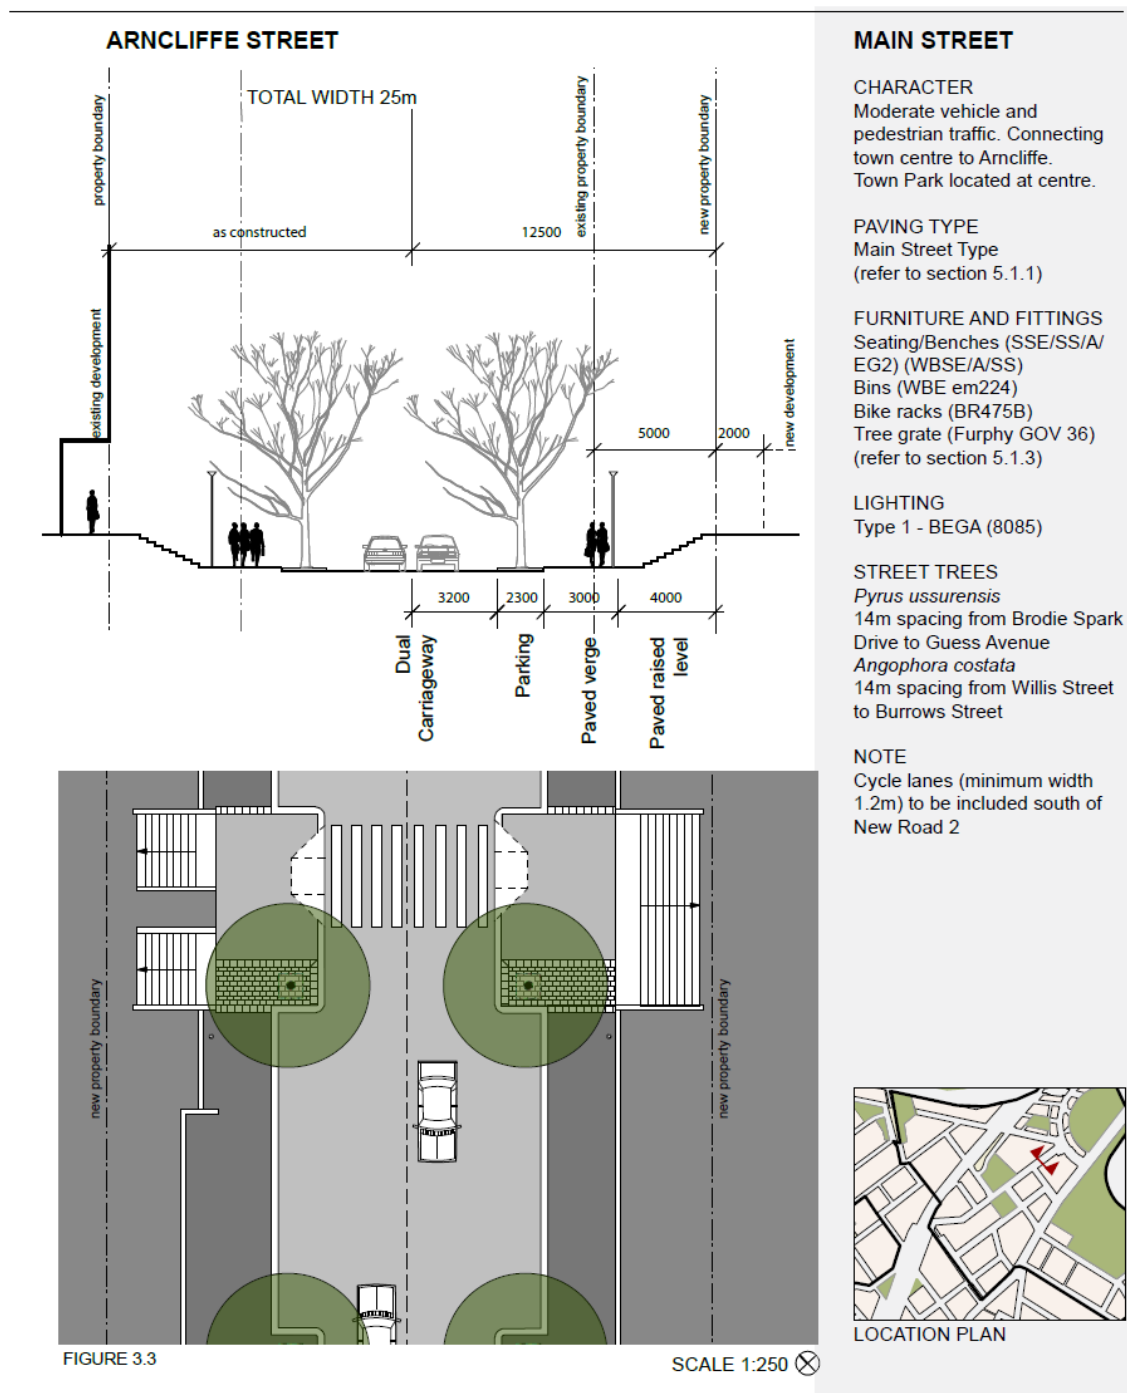 ARNCLIFFE STREET
TOTAL WIDTH 25m
property boundary
existing property boundary
new property boundary
as constructed
12500
existing development
new development
5000
2000
3200
2300
3000
4000
Dual
Carriageway
Parking
Paved verge
Paved raised
level
new property boundary
new property boundary
FIGURE 3.3
SCALE 1:250
MAIN STREET
CHARACTER
Moderate vehicle and
pedestrian traffic. Connecting
town centre to Arncliffe.
Town Park located at centre.
PAVING TYPE
Main Street Type
(refer to section 5.1.1)
FURNITURE AND FITTINGS
Seating/Benches (SSE/SS/A/
EG2) (WBSE/A/SS)
Bins (WBE em224)
Bike racks (BR475B)
Tree grate (Furphy GOV 36)
(refer to section 5.1.3)
LIGHTING
Type 1 - BEGA (8085)
STREET TREES
Pyrus ussurensis
14m spacing from Brodie Spark
Drive to Guess Avenue
Angophora costata
14m spacing from Willis Street
to Burrows Street
NOTE
Cycle lanes (minimum width
1.2m) to be included south of
New Road 2
LOCATION PLAN